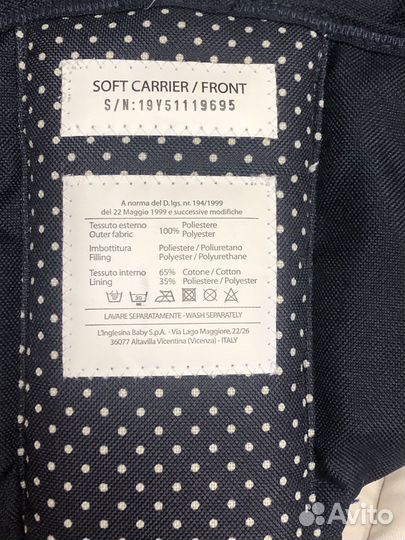 SOFT CARRIER / FRONT
S/N:19Y51119695
A norma del D. lgs. nr. 194/1999
del 22 Maggio 1999 e successive modifiche
Tessuto esterno 100% Poliestere
Outer fabric Polyester
Imbottitura Poliestere / Poliuretano
Filling Polyester / Polyurethane
Tessuto interno 65% Cotone / Cotton
Lining 35% Poliestere / Polyester
30
LAVARE SEPARATAMENTE - WASH SEPARATELY
L'Inglesina Baby S.p.A. - Via Lago Maggiore, 22/26
36077 Altavilla Vicentina (Vicenza) - ITALY
Avito